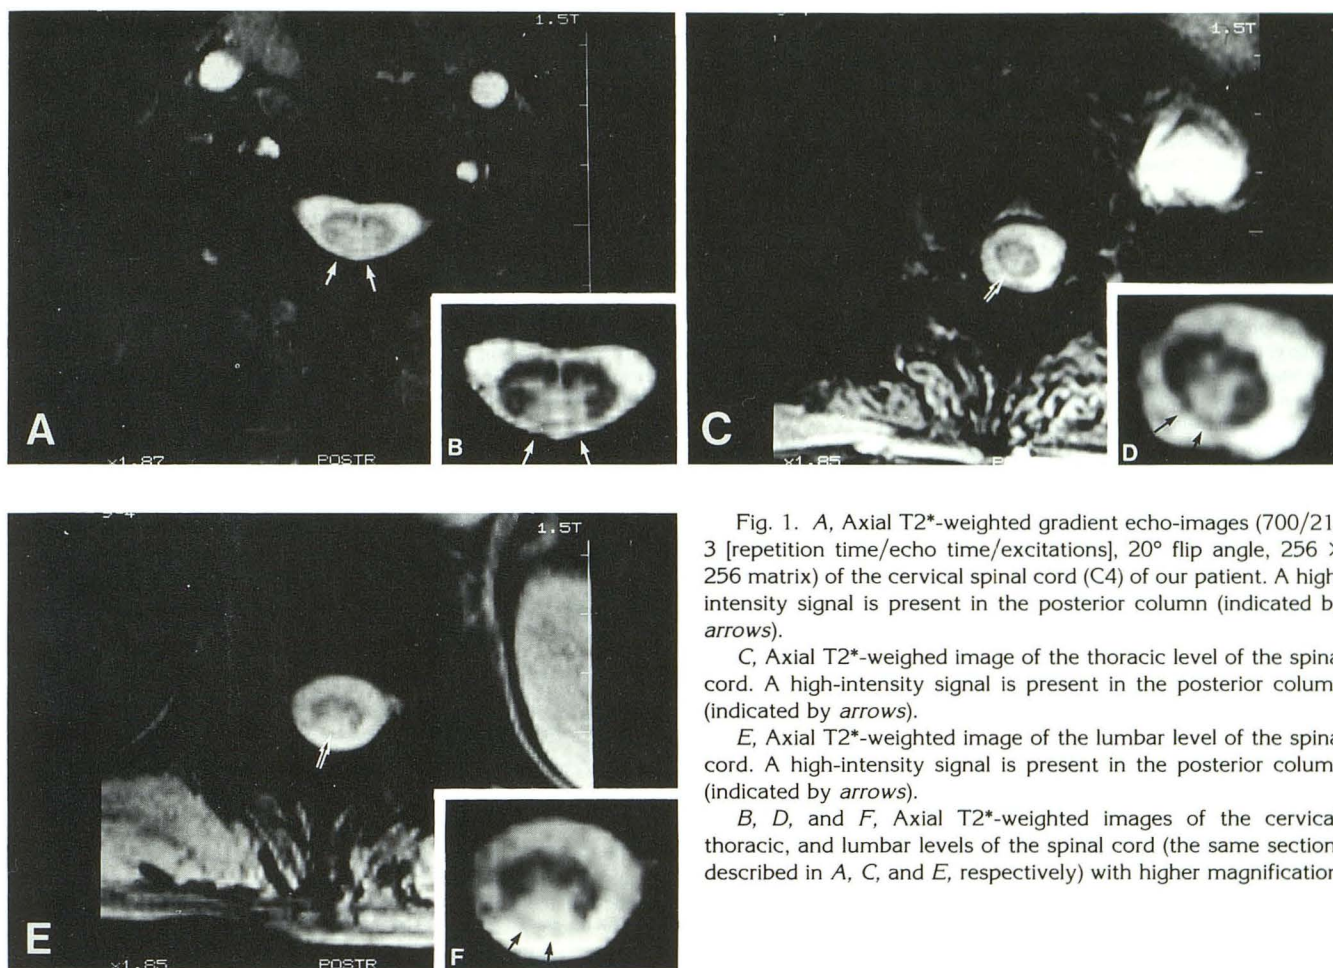 1.5T
A
x1.87
POSTR
B
1.5T
C
x1.85
D
1.5T
E
x1.85
POSTR
F
Fig. 1. A, Axial T2*-weighted gradient echo-images (700/21
3 [repetition time/echo time/excitations], 20° flip angle, 256
256 matrix) of the cervical spinal cord (C4) of our patient. A high
intensity signal is present in the posterior column (indicated b
arrows).
C, Axial T2*-weighed image of the thoracic level of the spina
cord. A high-intensity signal is present in the posterior colum
(indicated by arrows).
E, Axial T2*-weighted image of the lumbar level of the spina
cord. A high-intensity signal is present in the posterior colum
(indicated by arrows).
B, D, and F, Axial T2*-weighted images of the cervica
thoracic, and lumbar levels of the spinal cord (the same section
described in A, C, and E, respectively) with higher magnification